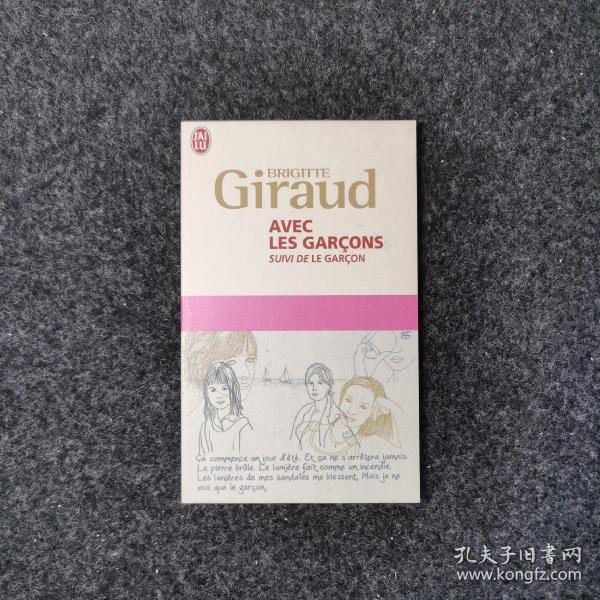 J'AI
LU
BRIGITTE
Giraud
AVEC
LES GARÇONS
SUIVI DE LE GARÇON
Ça commence un jour d'été. Et ça ne s'arrêtera jamais.
La pierre brûle. La lumière fait comme un incendie.
Les lanières de mes sandales me blessent. Mais je ne
vois que le garçon.
孔夫子旧书网
www.kongfz.com